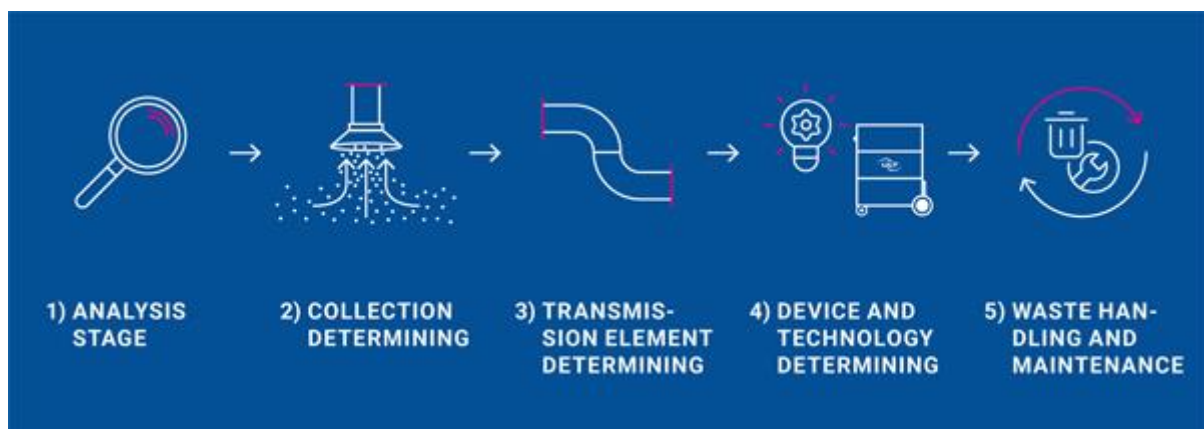 1) ANALYSIS
STAGE
2) COLLECTION
DETERMINING
3) TRANSMIS-
SION ELEMENT
DETERMINING
4) DEVICE AND
TECHNOLOGY
DETERMINING
5) WASTE HAN-
DLING AND
MAINTENANCE